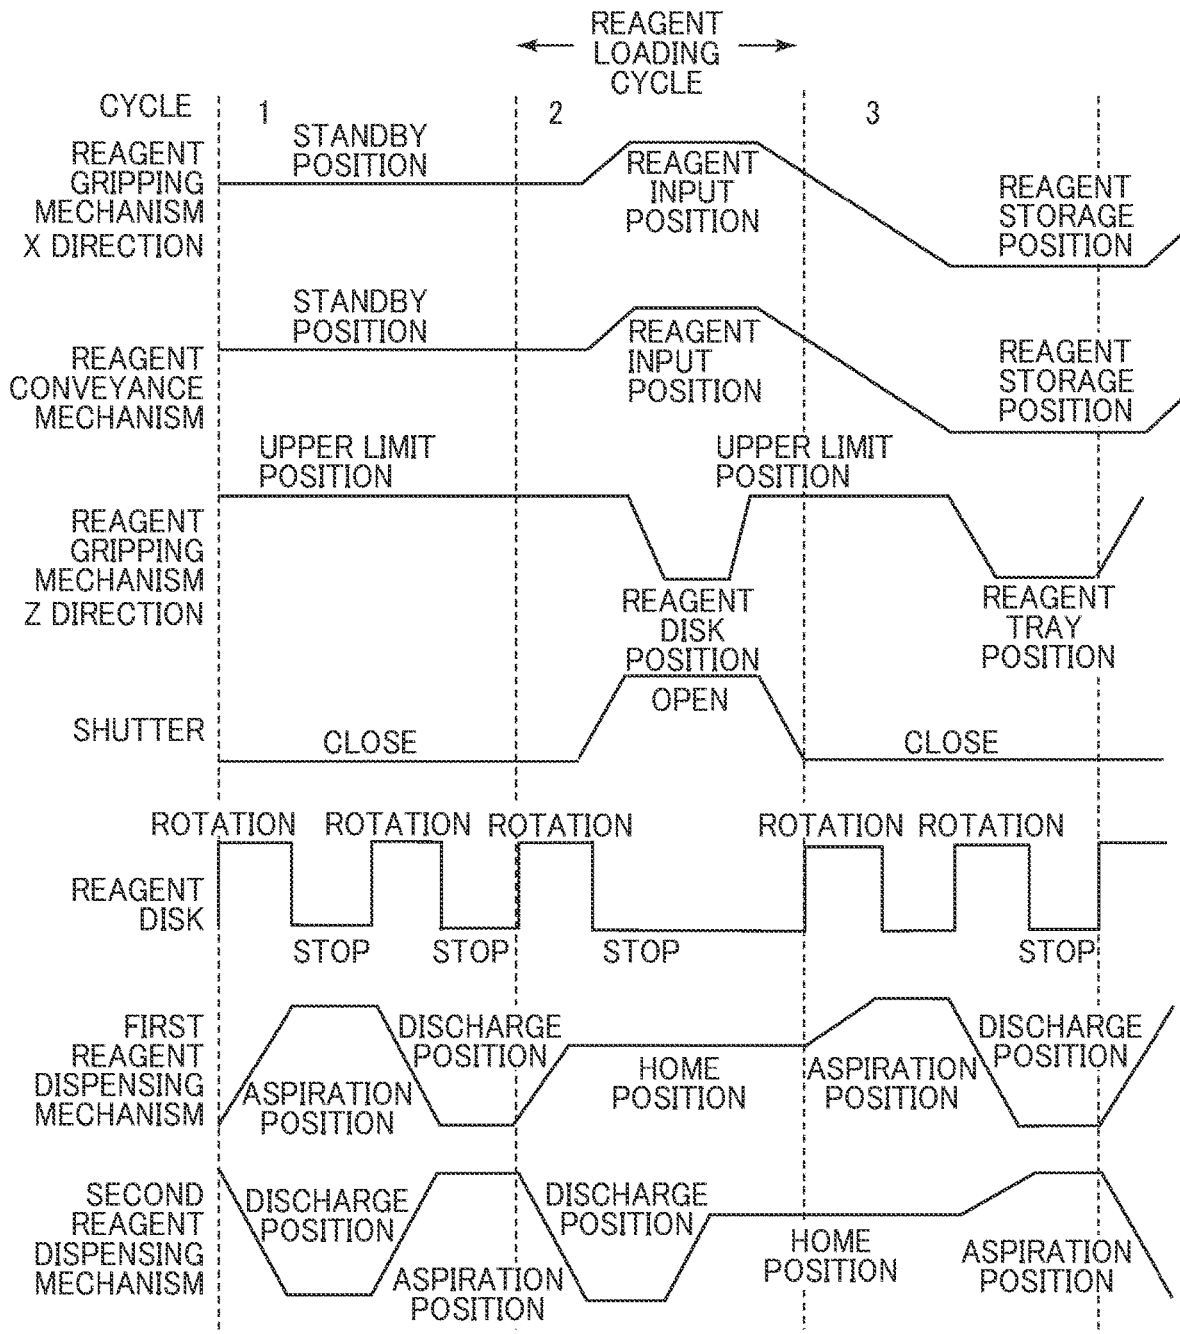 REAGENT
LOADING
CYCLE
CYCLE 1 2 3
REAGENT
GRIPPING
MECHANISM
X DIRECTION
STANDBY
POSITION
REAGENT
INPUT
POSITION
REAGENT
STORAGE
POSITION
REAGENT
CONVEYANCE
MECHANISM
STANDBY
POSITION
REAGENT
INPUT
POSITION
REAGENT
STORAGE
POSITION
REAGENT
GRIPPING
MECHANISM
Z DIRECTION
UPPER LIMIT
POSITION
REAGENT
DISK
POSITION
UPPER LIMIT
POSITION
REAGENT
TRAY
POSITION
SHUTTER
CLOSE
OPEN
CLOSE
REAGENT
DISK
ROTATION ROTATION ROTATION ROTATION ROTATION
STOP STOP STOP STOP
FIRST
REAGENT
DISPENSING
MECHANISM
ASPIRATION
POSITION
DISCHARGE
POSITION
HOME
POSITION
ASPIRATION
POSITION
DISCHARGE
POSITION
SECOND
REAGENT
DISPENSING
MECHANISM
DISCHARGE
POSITION
ASPIRATION
POSITION
DISCHARGE
POSITION
HOME
POSITION
ASPIRATION
POSITION